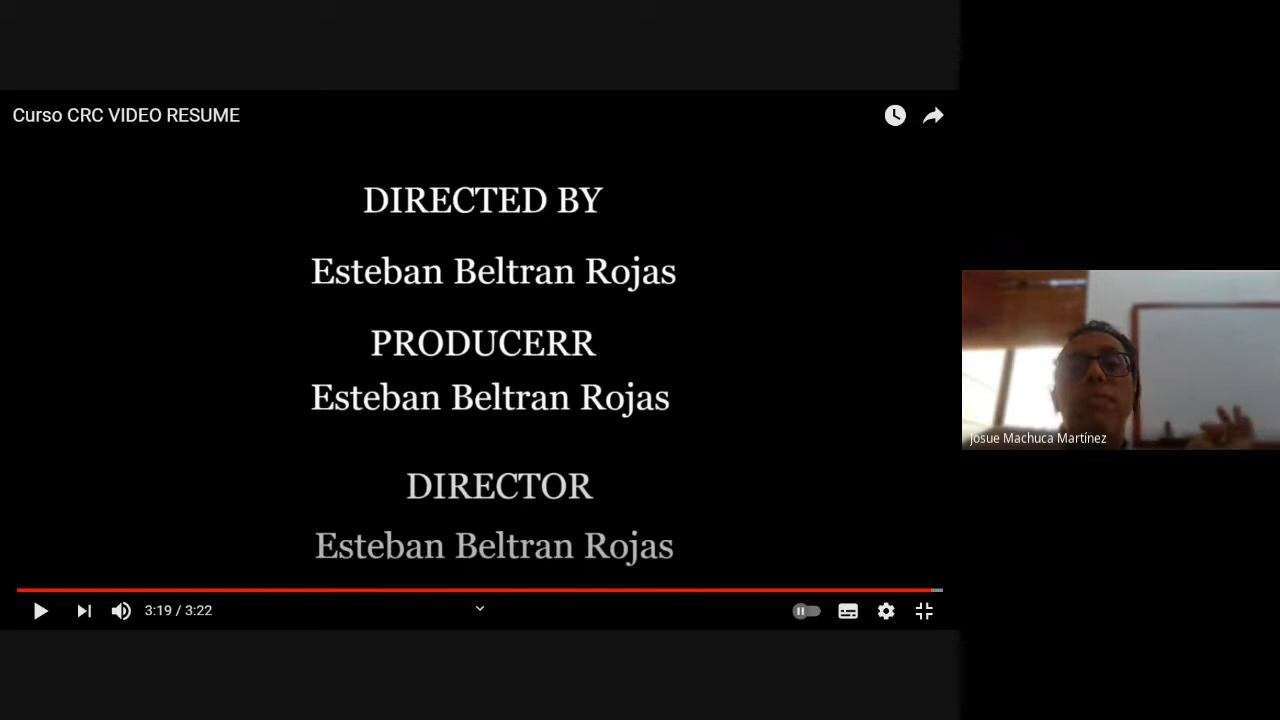 Curso CRC VIDEO RESUME
DIRECTED BY
Esteban Beltran Rojas
PRODUCERR
Esteban Beltran Rojas
DIRECTOR
Esteban Beltran Rojas
3:19 / 3:22
Josue Machuca Martínez